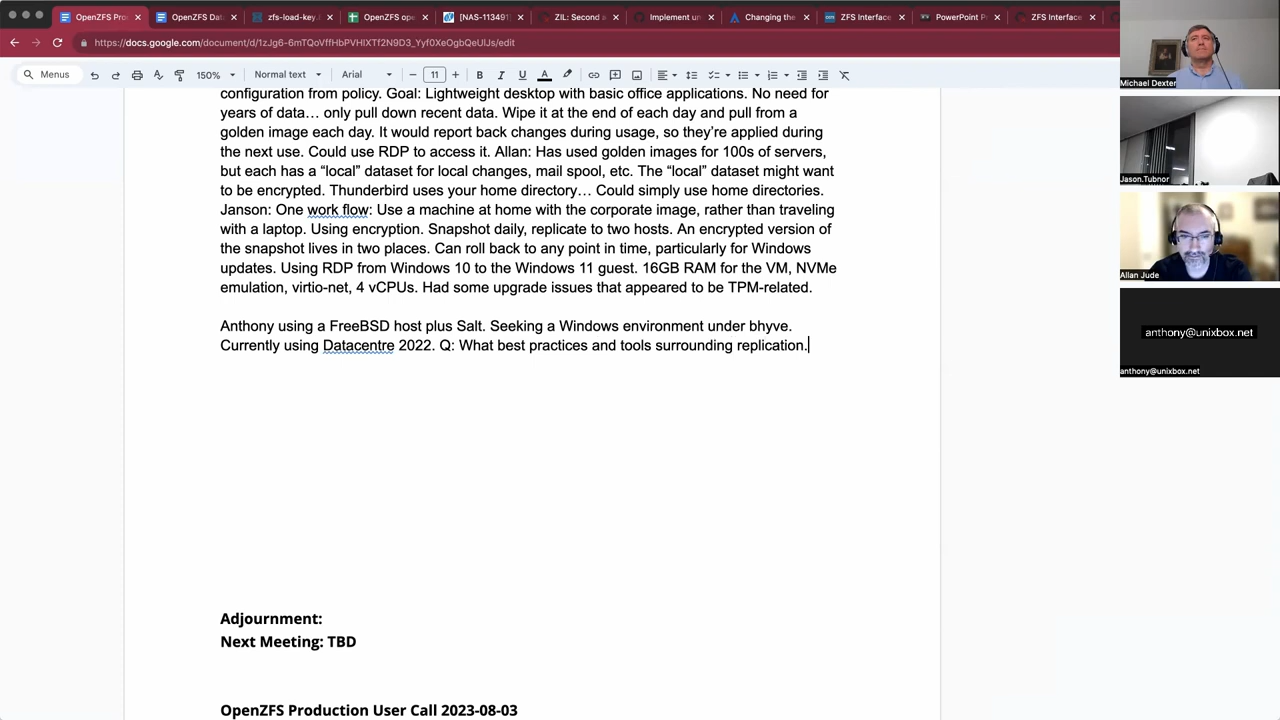 OpenZFS Pro
OpenZFS Dat
zfs-load-key.
OpenZFS ope
[NAS-113491]
ZIL: Second a
Implement un
Changing the
ZFS Interface
PowerPoint P
ZFS Interface
https://docs.google.com/document/d/1zJg6-6mTQoVffHbPVHIXTf2N9D3_Yyf0XeOgbQeUlJs/edit
Menus
150%
Normal text
Arial
11
configuration from policy. Goal: Lightweight desktop with basic office applications. No need for
years of data… only pull down recent data. Wipe it at the end of each day and pull from a
golden image each day. It would report back changes during usage, so they're applied during
the next use. Could use RDP to access it. Allan: Has used golden images for 100s of servers,
but each has a “local” dataset for local changes, mail spool, etc. The “local” dataset might want
to be encrypted. Thunderbird uses your home directory… Could simply use home directories.
Janson: One work flow: Use a machine at home with the corporate image, rather than traveling
with a laptop. Using encryption. Snapshot daily, replicate to two hosts. An encrypted version of
the snapshot lives in two places. Can roll back to any point in time, particularly for Windows
updates. Using RDP from Windows 10 to the Windows 11 guest. 16GB RAM for the VM, NVMe
emulation, virtio-net, 4 vCPUs. Had some upgrade issues that appeared to be TPM-related.
Anthony using a FreeBSD host plus Salt. Seeking a Windows environment under bhyve.
Currently using Datacentre 2022. Q: What best practices and tools surrounding replication.
Adjournment:
Next Meeting: TBD
OpenZFS Production User Call 2023-08-03
Michael Dexter
Jason.Tubnor
Allan Jude
anthony@unixbox.net
anthony@unixbox.net